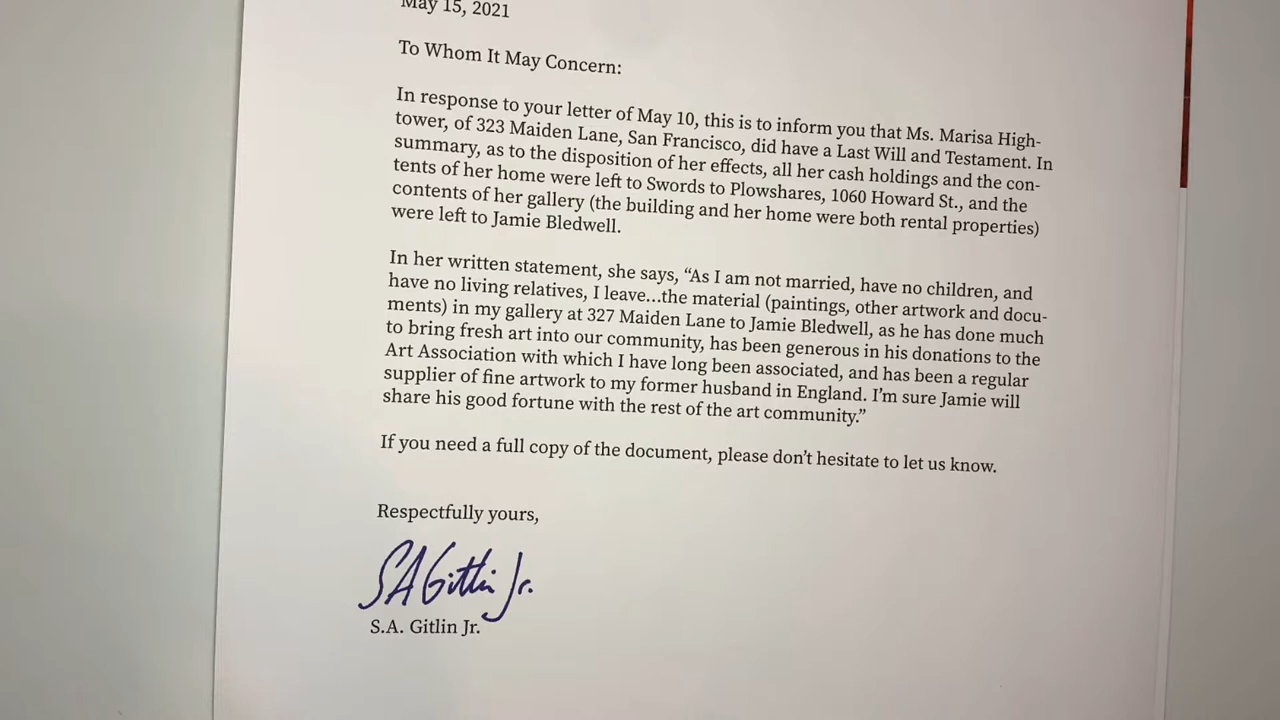 May 15, 2021
To Whom It May Concern:
In response to your letter of May 10, this is to inform you that Ms. Marisa High-
tower, of 323 Maiden Lane, San Francisco, did have a Last Will and Testament. In
summary, as to the disposition of her effects, all her cash holdings and the con-
tents of her home were left to Swords to Plowshares, 1060 Howard St., and the
contents of her gallery (the building and her home were both rental properties)
were left to Jamie Bledwell.
In her written statement, she says, “As I am not married, have no children, and
have no living relatives, I leave...the material (paintings, other artwork and docu-
ments) in my gallery at 327 Maiden Lane to Jamie Bledwell, as he has done much
to bring fresh art into our community, has been generous in his donations to the
Art Association with which I have long been associated, and has been a regular
supplier of fine artwork to my former husband in England. I’m sure Jamie will
share his good fortune with the rest of the art community.”
If you need a full copy of the document, please don’t hesitate to let us know.
Respectfully yours,
SA Gitlin Jr.
S.A. Gitlin Jr.